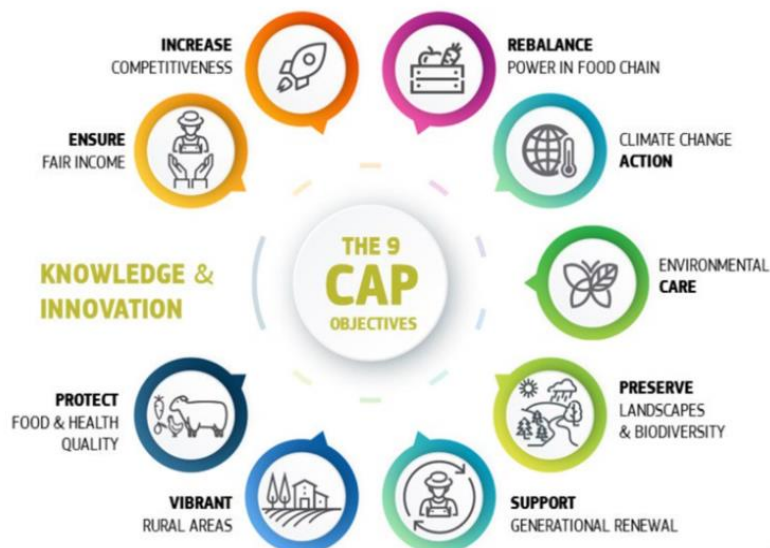 INCREASE
COMPETITIVENESS
REBALANCE
POWER IN FOOD CHAIN
ENSURE
FAIR INCOME
CLIMATE CHANGE
ACTION
THE 9
CAP
OBJECTIVES
KNOWLEDGE &
INNOVATION
ENVIRONMENTAL
CARE
PROTECT
FOOD & HEALTH
QUALITY
PRESERVE
LANDSCAPES
& BIODIVERSITY
VIBRANT
RURAL AREAS
SUPPORT
GENERATIONAL RENEWAL